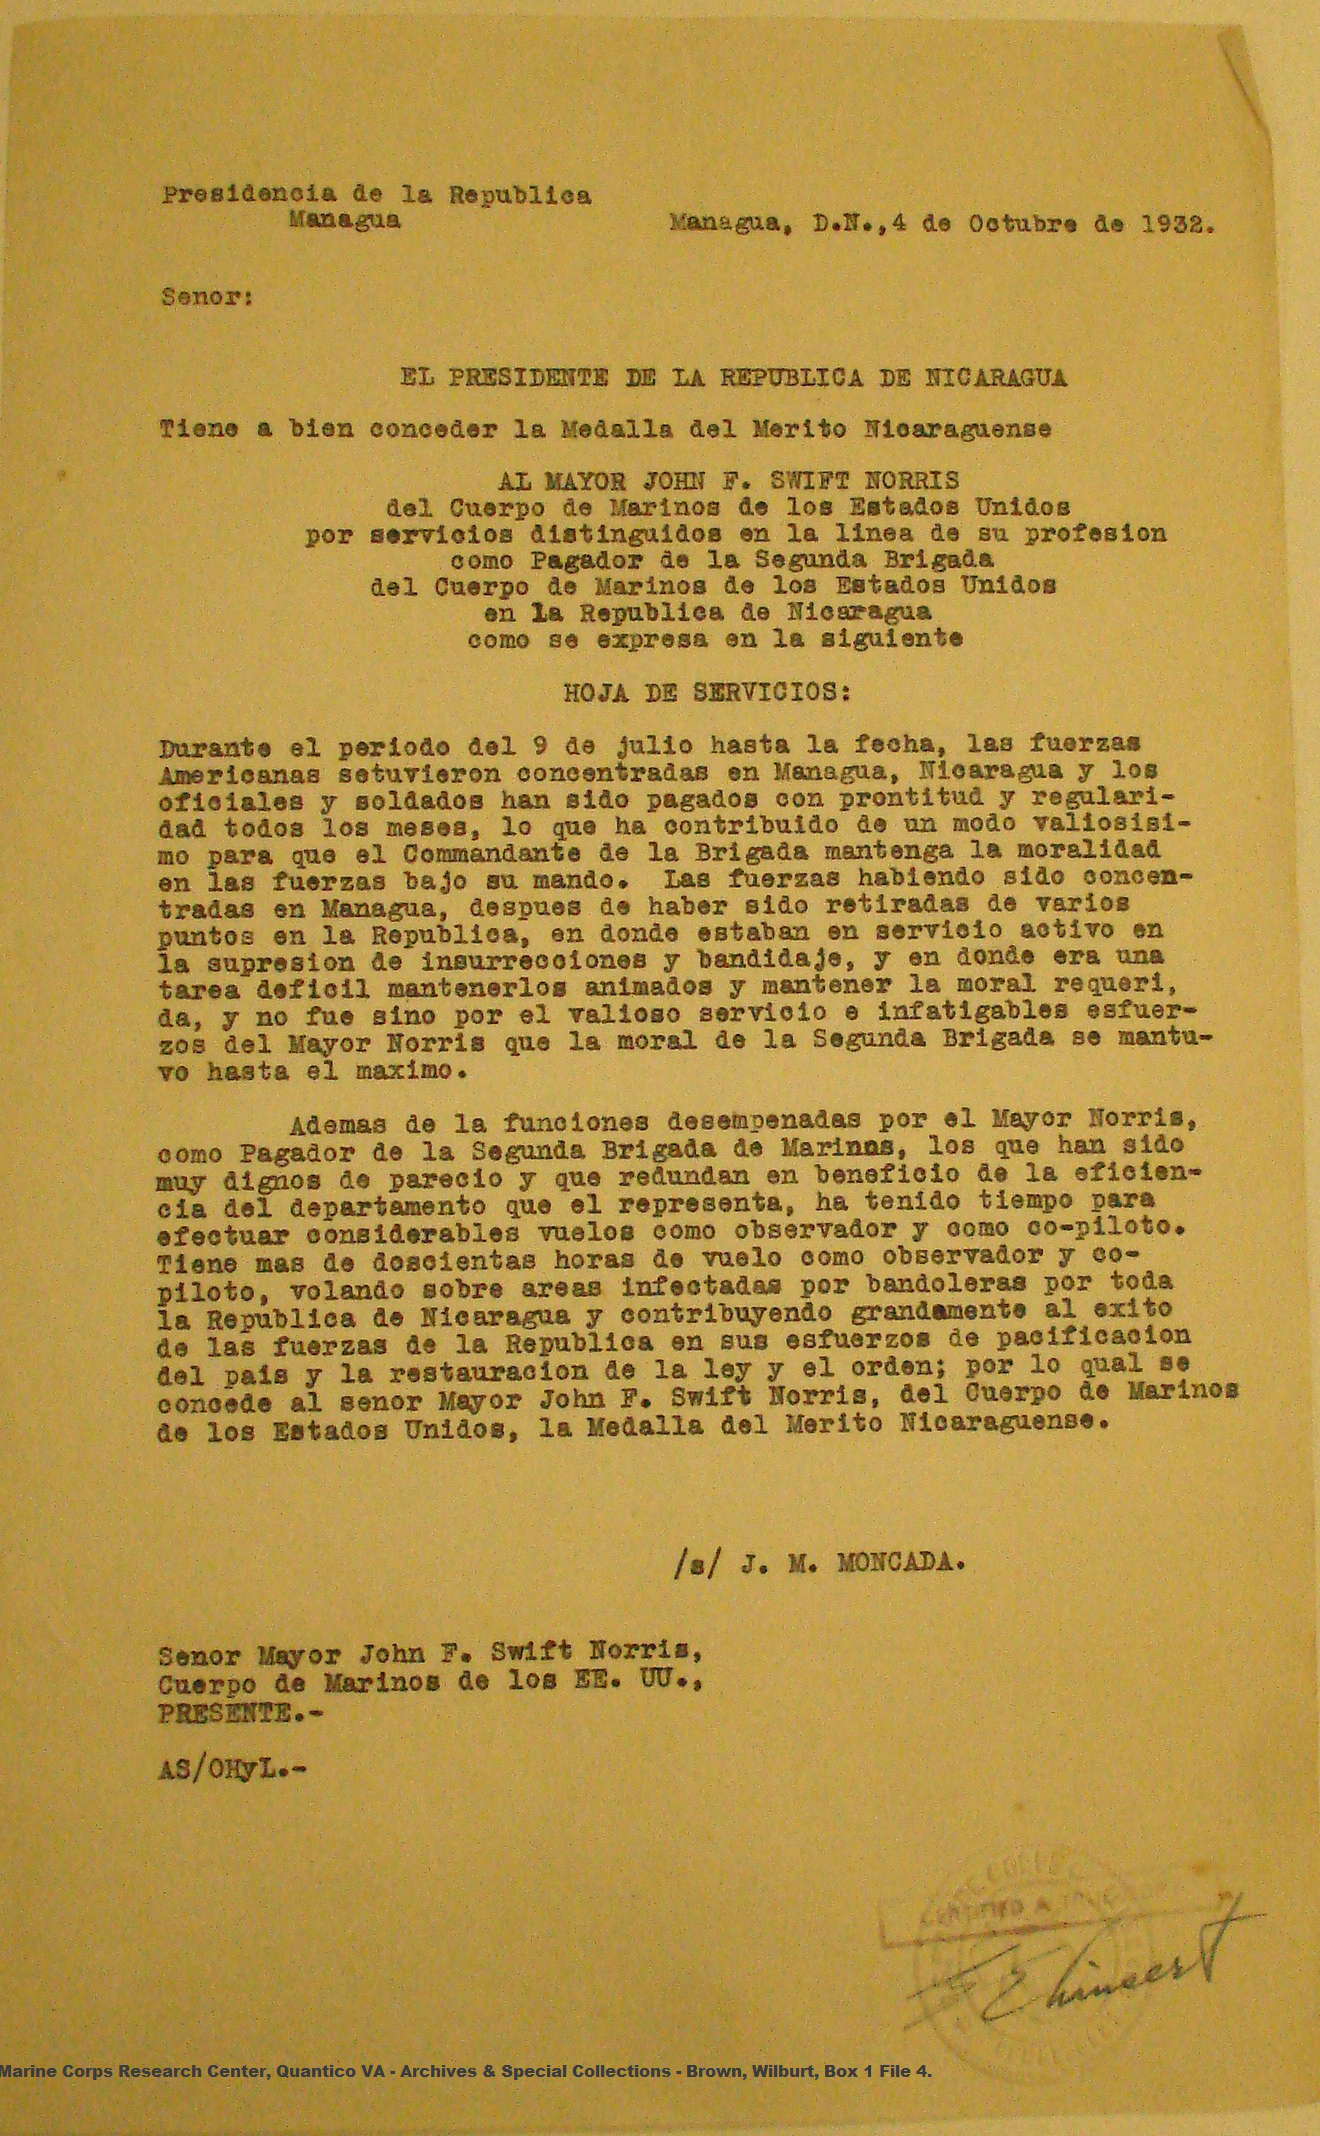 Presidencia de la Republica
Managua
Managua, D.N.,4 de Octubre de 1932.
Senor:
EL PRESIDENTE DE LA REPUBLICA DE NICARAGUA
Tiene a bien conceder la Medalla del Merito Nicaraguense
AL MAYOR JOHN F. SWIFT NORRIS
del Cuerpo de Marinos de los Estados Unidos
por servicios distinguidos en la linea de su profesion
como Pagador de la Segunda Brigada
del Cuerpo de Marinos de los Estados Unidos
en la Republica de Nicaragua
como se expresa en la siguiente
HOJA DE SERVICIOS:
Durante el periodo del 9 de julio hasta la fecha, las fuerzas
Americanas setuvieron concentradas en Managua, Nicaragua y los
oficiales y soldados han sido pagados con prontitud y regulari-
dad todos los meses, lo que ha contribuido de un modo valiosisi-
mo para que el Commandante de la Brigada mantenga la moralidad
en las fuerzas bajo su mando. Las fuerzas habiendo sido concen-
tradas en Managua, despues de haber sido retiradas de varios
puntos en la Republica, en donde estaban en servicio activo en
la supresion de insurrecciones y bandidaje, y en donde era una
tarea deficil mantenerlos animados y mantener la moral requeri,
da, y no fue sino por el valioso servicio e infatigables esfuer-
zos del Mayor Norris que la moral de la Segunda Brigada se mantu-
vo hasta el maximo.
Ademas de la funciones desempenadas por el Mayor Norris,
como Pagador de la Segunda Brigada de Marinos, los que han sido
muy dignos de parecio y que redundan en beneficio de la eficien-
cia del departamento que el representa, ha tenido tiempo para
efectuar considerables vuelos como observador y como co-piloto.
Tiene mas de doscientas horas de vuelo como observador y co-
piloto, volando sobre areas infectadas por bandoleras por toda
la Republica de Nicaragua y contribuyendo grandamente al exito
de las fuerzas de la Republica en sus esfuerzos de pacificacion
del pais y la restauracion de la ley y el orden; por lo qual se
concede al senor Mayor John F. Swift Norris, del Cuerpo de Marinos
de los Estados Unidos, la Medalla del Merito Nicaraguense.
/s/ J. M. MONCADA.
Senor Mayor John F. Swift Norris,
Cuerpo de Marinos de los EE. UU.,
PRESENTE.-
AS/OHyL.-
Marine Corps Research Center, Quantico VA - Archives & Special Collections - Brown, Wilburt, Box 1 File 4.